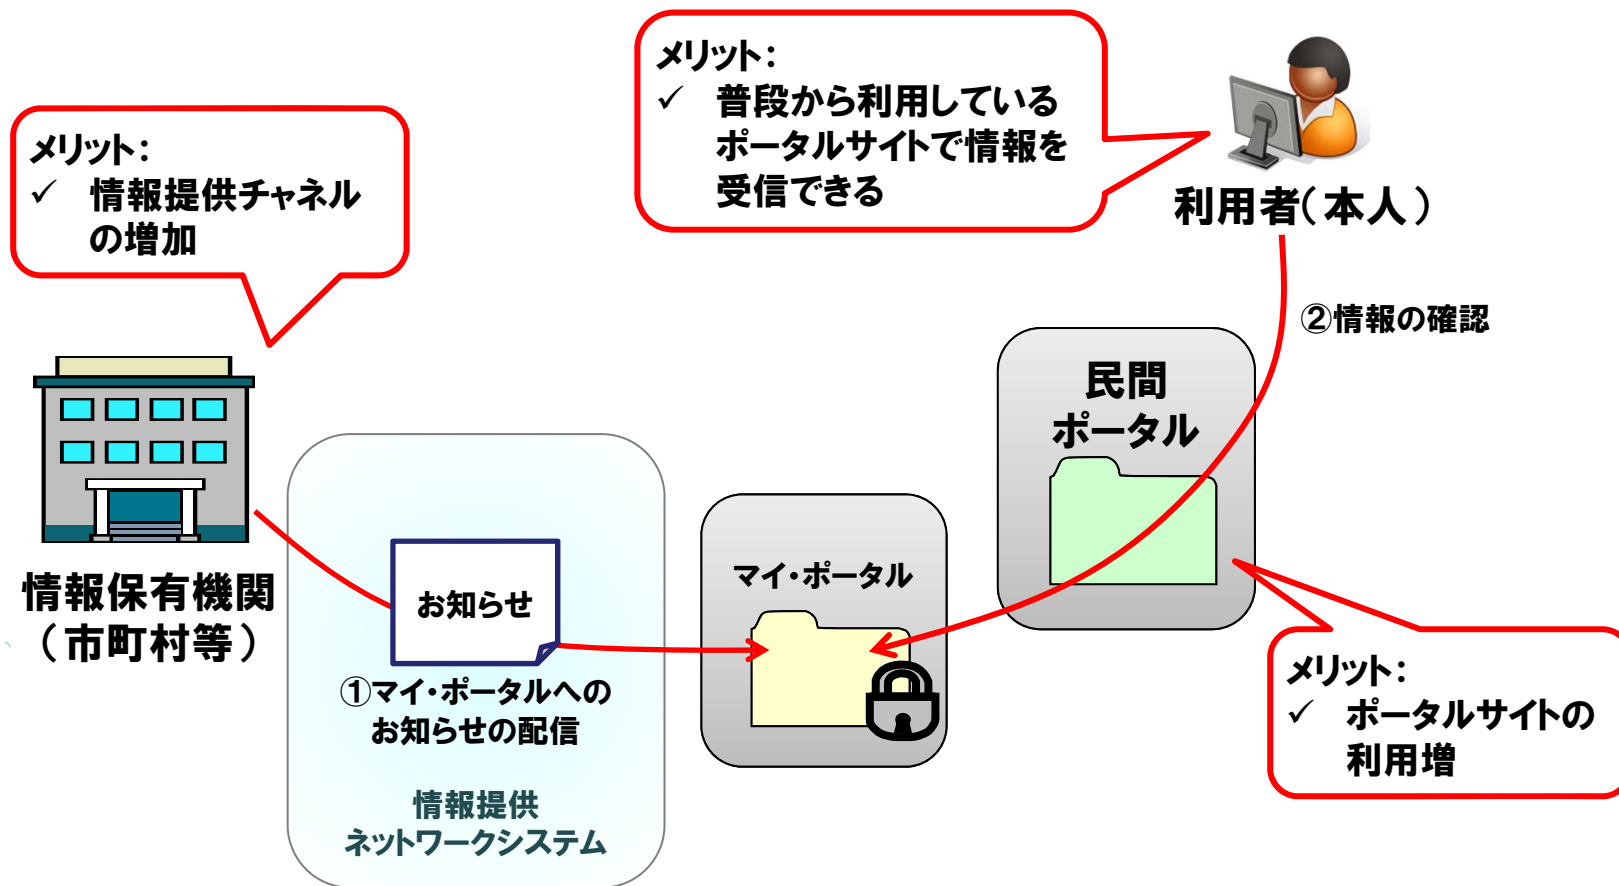 メリット：
✓ 普段から利用している
ポータルサイトで情報を
受信できる
利用者（本人）
メリット：
✓ 情報提供チャネル
の増加
②情報の確認
民間
ポータル
情報保有機関
（市町村等）
お知らせ
①マイ・ポータルへの
お知らせの配信
情報提供
ネットワークシステム
マイ・ポータル
メリット：
✓ ポータルサイトの
利用増